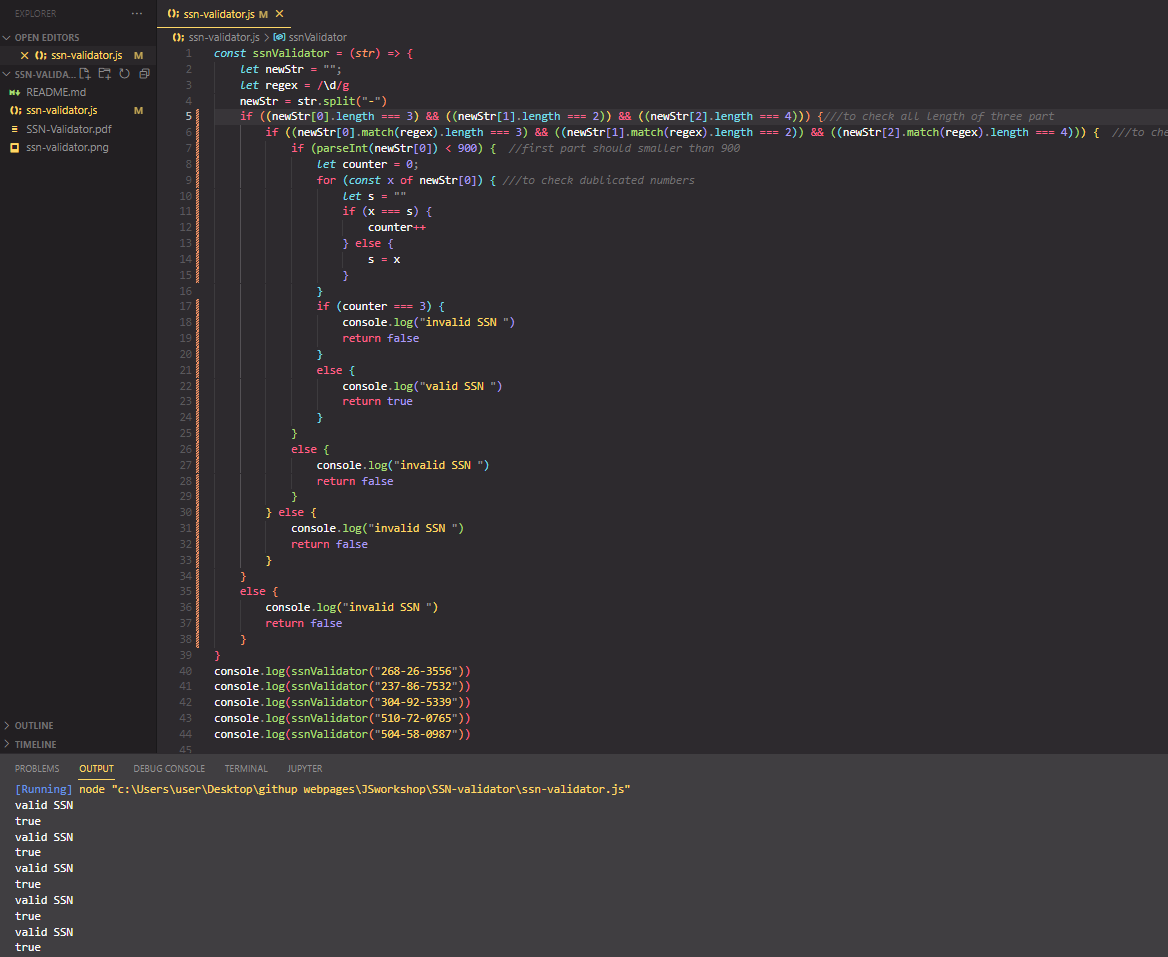 EXPLORER ...
OPEN EDITORS
ssn-validator.js M
SSN-VALIDA...
README.md
ssn-validator.js M
SSN-Validator.pdf
ssn-validator.png
OUTLINE
TIMELINE
ssn-validator.js M
ssn-validator.js > ssnValidator
1 const ssnValidator = (str) => {
2 let newStr = "";
3 let regex = /\d/g
4 newStr = str.split("-")
5 if ((newStr[0].length === 3) && ((newStr[1].length === 2)) && ((newStr[2].length === 4))) {///to check all length of three part
6 if ((newStr[0].match(regex).length === 3) && ((newStr[1].match(regex).length === 2)) && ((newStr[2].match(regex).length === 4))) { ///to che
7 if (parseInt(newStr[0]) < 900) { //first part should smaller than 900
8 let counter = 0;
9 for (const x of newStr[0]) { ///to check dublicated numbers
10 let s = ""
11 if (x === s) {
12 counter++
13 } else {
14 s = x
15 }
16 }
17 if (counter === 3) {
18 console.log("invalid SSN ")
19 return false
20 }
21 else {
22 console.log("valid SSN ")
23 return true
24 }
25 }
26 else {
27 console.log("invalid SSN ")
28 return false
29 }
30 } else {
31 console.log("invalid SSN ")
32 return false
33 }
34 }
35 else {
36 console.log("invalid SSN ")
37 return false
38 }
39 }
40 console.log(ssnValidator("268-26-3556"))
41 console.log(ssnValidator("237-86-7532"))
42 console.log(ssnValidator("304-92-5339"))
43 console.log(ssnValidator("510-72-0765"))
44 console.log(ssnValidator("504-58-0987"))
45
PROBLEMS OUTPUT DEBUG CONSOLE TERMINAL JUPYTER
[Running] node "c:\Users\user\Desktop\githup webpages\JSworkshop\SSN-validator\ssn-validator.js"
valid SSN
true
valid SSN
true
valid SSN
true
valid SSN
true
valid SSN
true